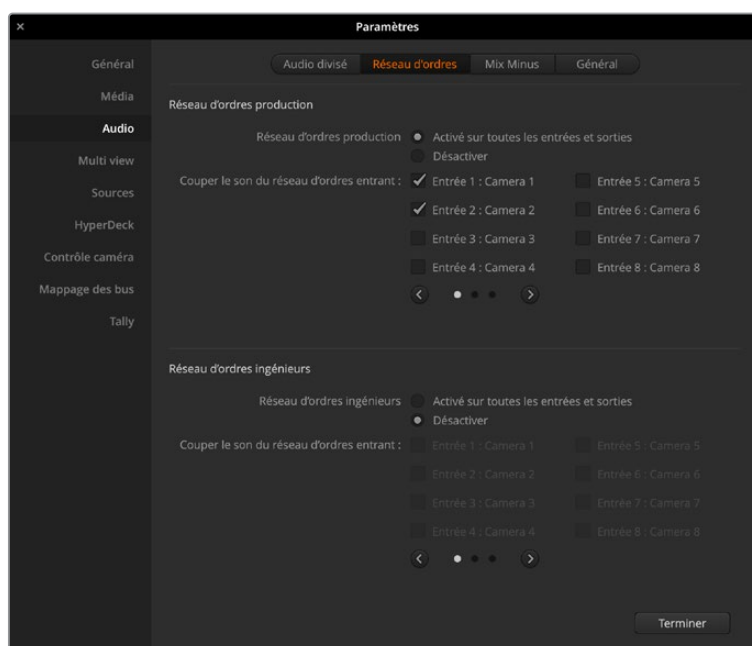 Paramètres
Général
Média
Audio
Multi view
Sources
HyperDeck
Contrôle caméra
Mappage des bus
Tally
Audio divisé Réseau d'ordres Mix Minus Général
Réseau d'ordres production
Réseau d'ordres production Activé sur toutes les entrées et sorties
Désactiver
Couper le son du réseau d'ordres entrant : Entrée 1 : Camera 1 Entrée 5 : Camera 5
Entrée 2 : Camera 2 Entrée 6 : Camera 6
Entrée 3 : Camera 3 Entrée 7 : Camera 7
Entrée 4 : Camera 4 Entrée 8 : Camera 8
Réseau d'ordres ingénieurs
Réseau d'ordres ingénieurs Activé sur toutes les entrées et sorties
Désactiver
Couper le son du réseau d'ordres entrant : Entrée 1 : Camera 1 Entrée 5 : Camera 5
Entrée 2 : Camera 2 Entrée 6 : Camera 6
Entrée 3 : Camera 3 Entrée 7 : Camera 7
Entrée 4 : Camera 4 Entrée 8 : Camera 8
Terminer